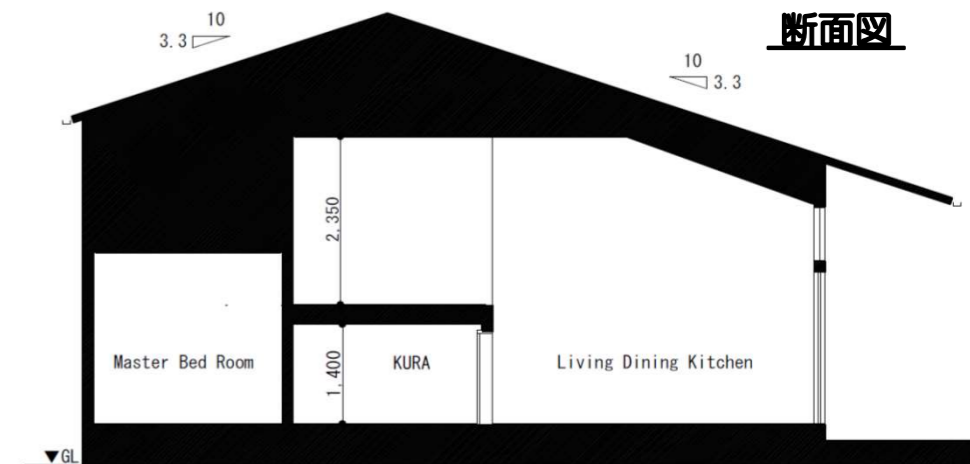 断面図
10
3.3
10
3.3
2,350
1,400
Master Bed Room
KURA
Living Dining Kitchen
▼GL